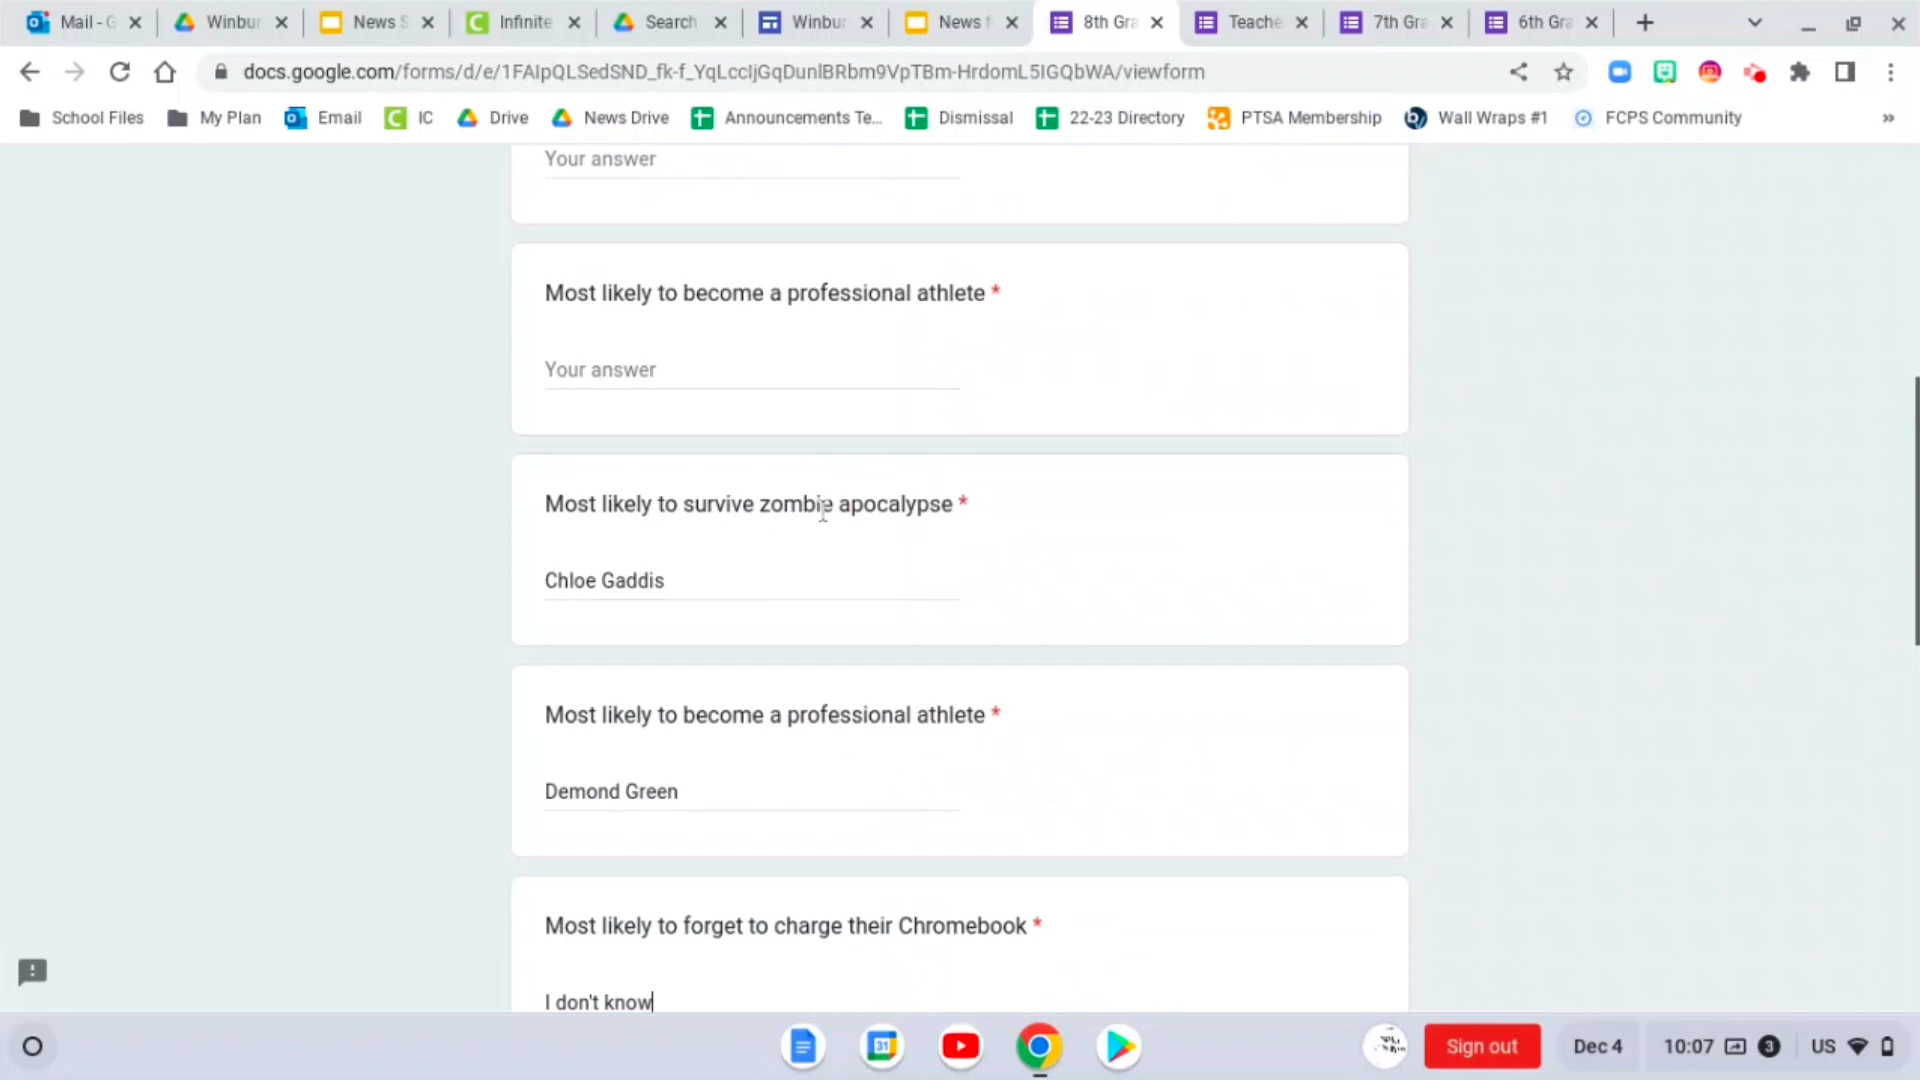 Mail - G
Winbur
News S
Infinite
Search
Winbur
News f
8th Gra
Teache
7th Gra
6th Gra
docs.google.com/forms/d/e/1FAIpQLSedSND_fk-f_YqLccIjGqDunlBRbm9VpTBm-HrdomL5IGQbWA/viewform
School Files
My Plan
Email
IC
Drive
News Drive
Announcements Te...
Dismissal
22-23 Directory
PTSA Membership
Wall Wraps #1
FCPS Community
»
Your answer
Most likely to become a professional athlete *
Your answer
Most likely to survive zombie apocalypse *
Chloe Gaddis
Most likely to become a professional athlete *
Demond Green
Most likely to forget to charge their Chromebook *
I don't know
31
Sign out
Dec 4
10:07
3
US